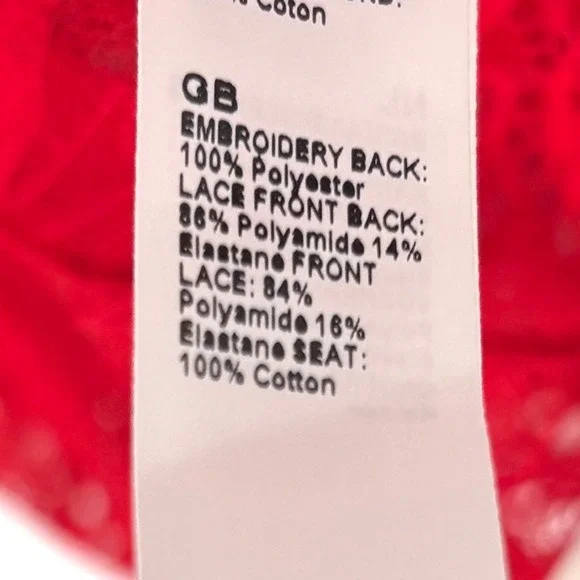 % Coton
GB
EMBROIDERY BACK:
100% Polyester
LACE FRONT BACK:
86% Polyamide 14%
Elastane FRONT
LACE: 84%
Polyamide 16%
Elastane SEAT:
100% Cotton